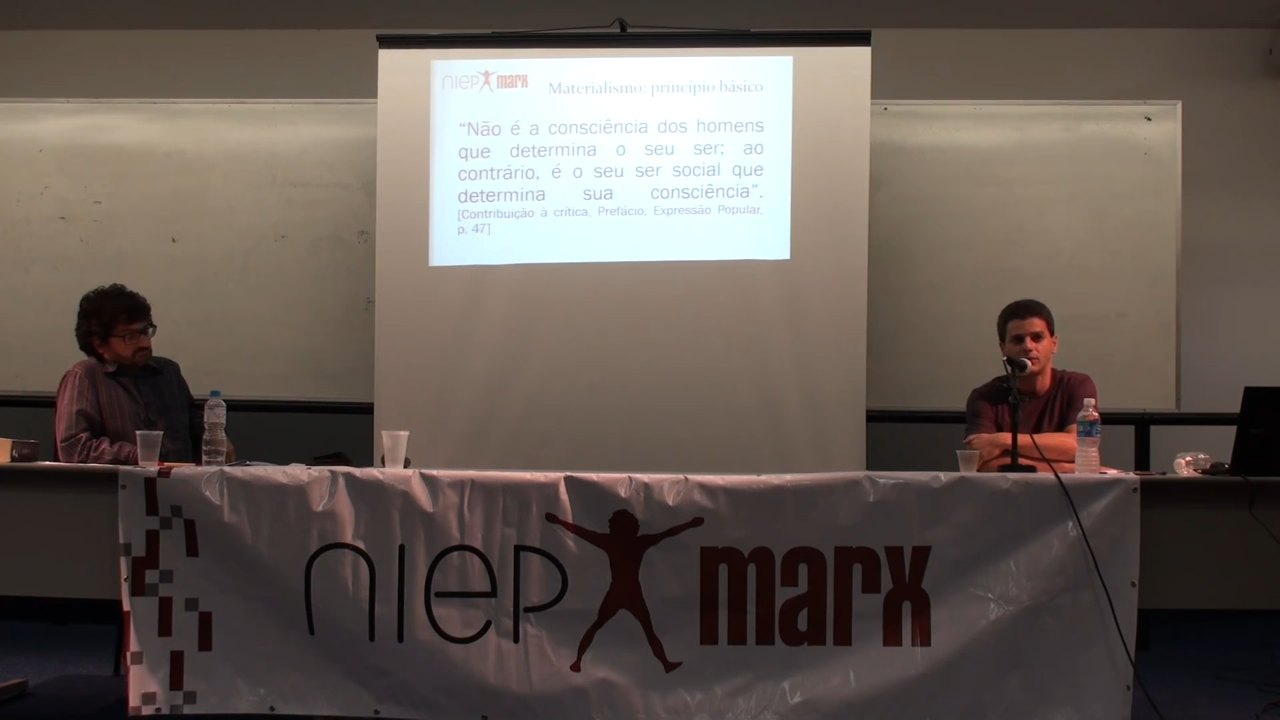 niep marx
Materialismo: princípio básico
“Não é a consciência dos homens
que determina o seu ser; ao
contrário, é o seu ser social que
determina sua consciência”.
[Contribuição à crítica, Prefácio, Expressão Popular,
p. 47]
niep marx